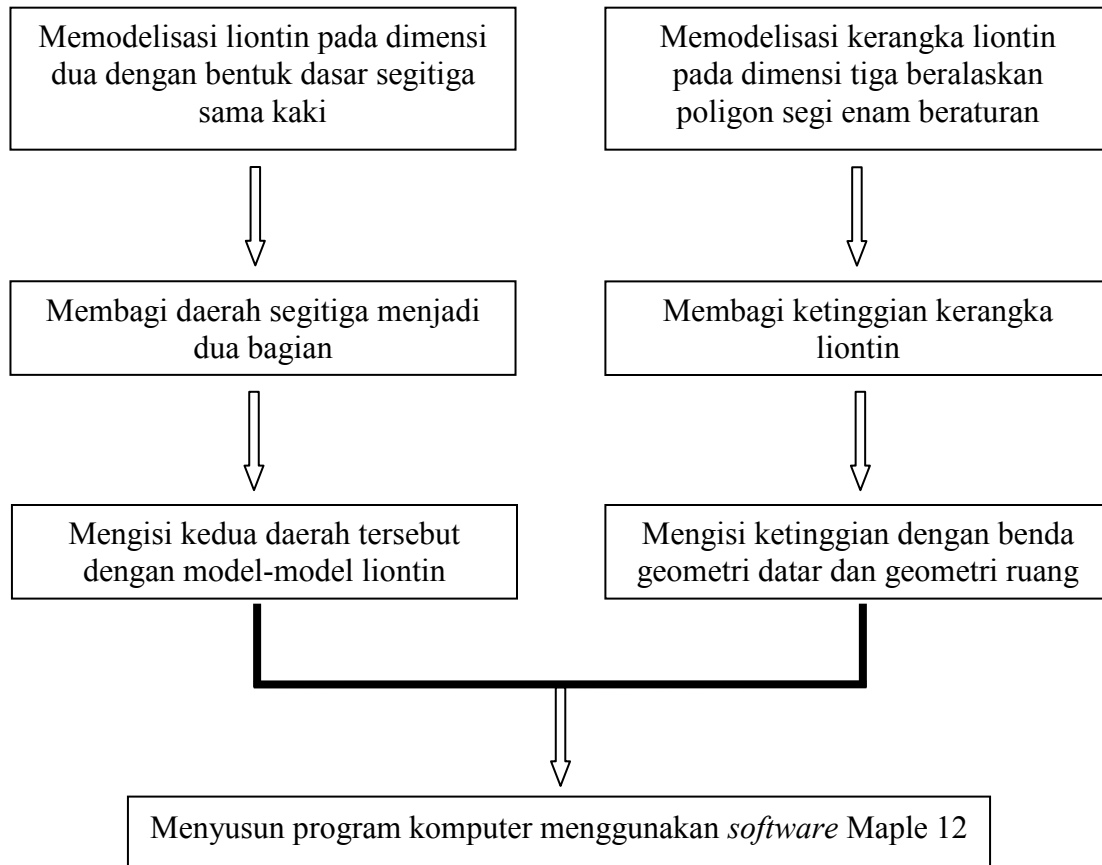 Memodelisasi liontin pada dimensi
dua dengan bentuk dasar segitiga
sama kaki
Membagi daerah segitiga menjadi
dua bagian
Mengisi kedua daerah tersebut
dengan model-model liontin
Memodelisasi kerangka liontin
pada dimensi tiga beralaskan
poligon segi enam beraturan
Membagi ketinggian kerangka
liontin
Mengisi ketinggian dengan benda
geometri datar dan geometri ruang
Menyusun program komputer menggunakan software Maple 12